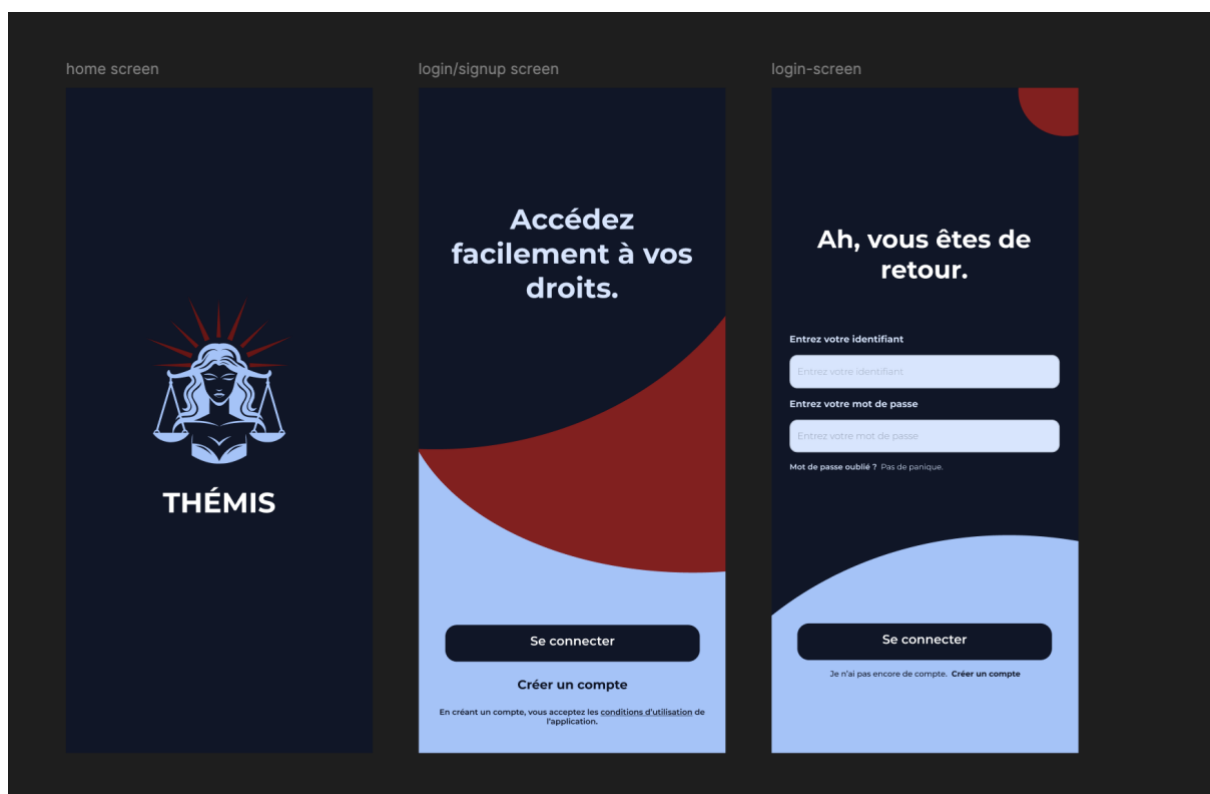 home screen
THÉMIS
login/signup screen
Accédez
facilement à vos
droits.
Se connecter
Créer un compte
En créant un compte, vous acceptez les conditions d'utilisation de
l'application.
login-screen
Ah, vous êtes de
retour.
Entrez votre identifiant
Entrez votre identifiant
Entrez votre mot de passe
Entrez votre mot de passe
Mot de passe oublié ? Pas de panique.
Se connecter
Je n'ai pas encore de compte. Créer un compte